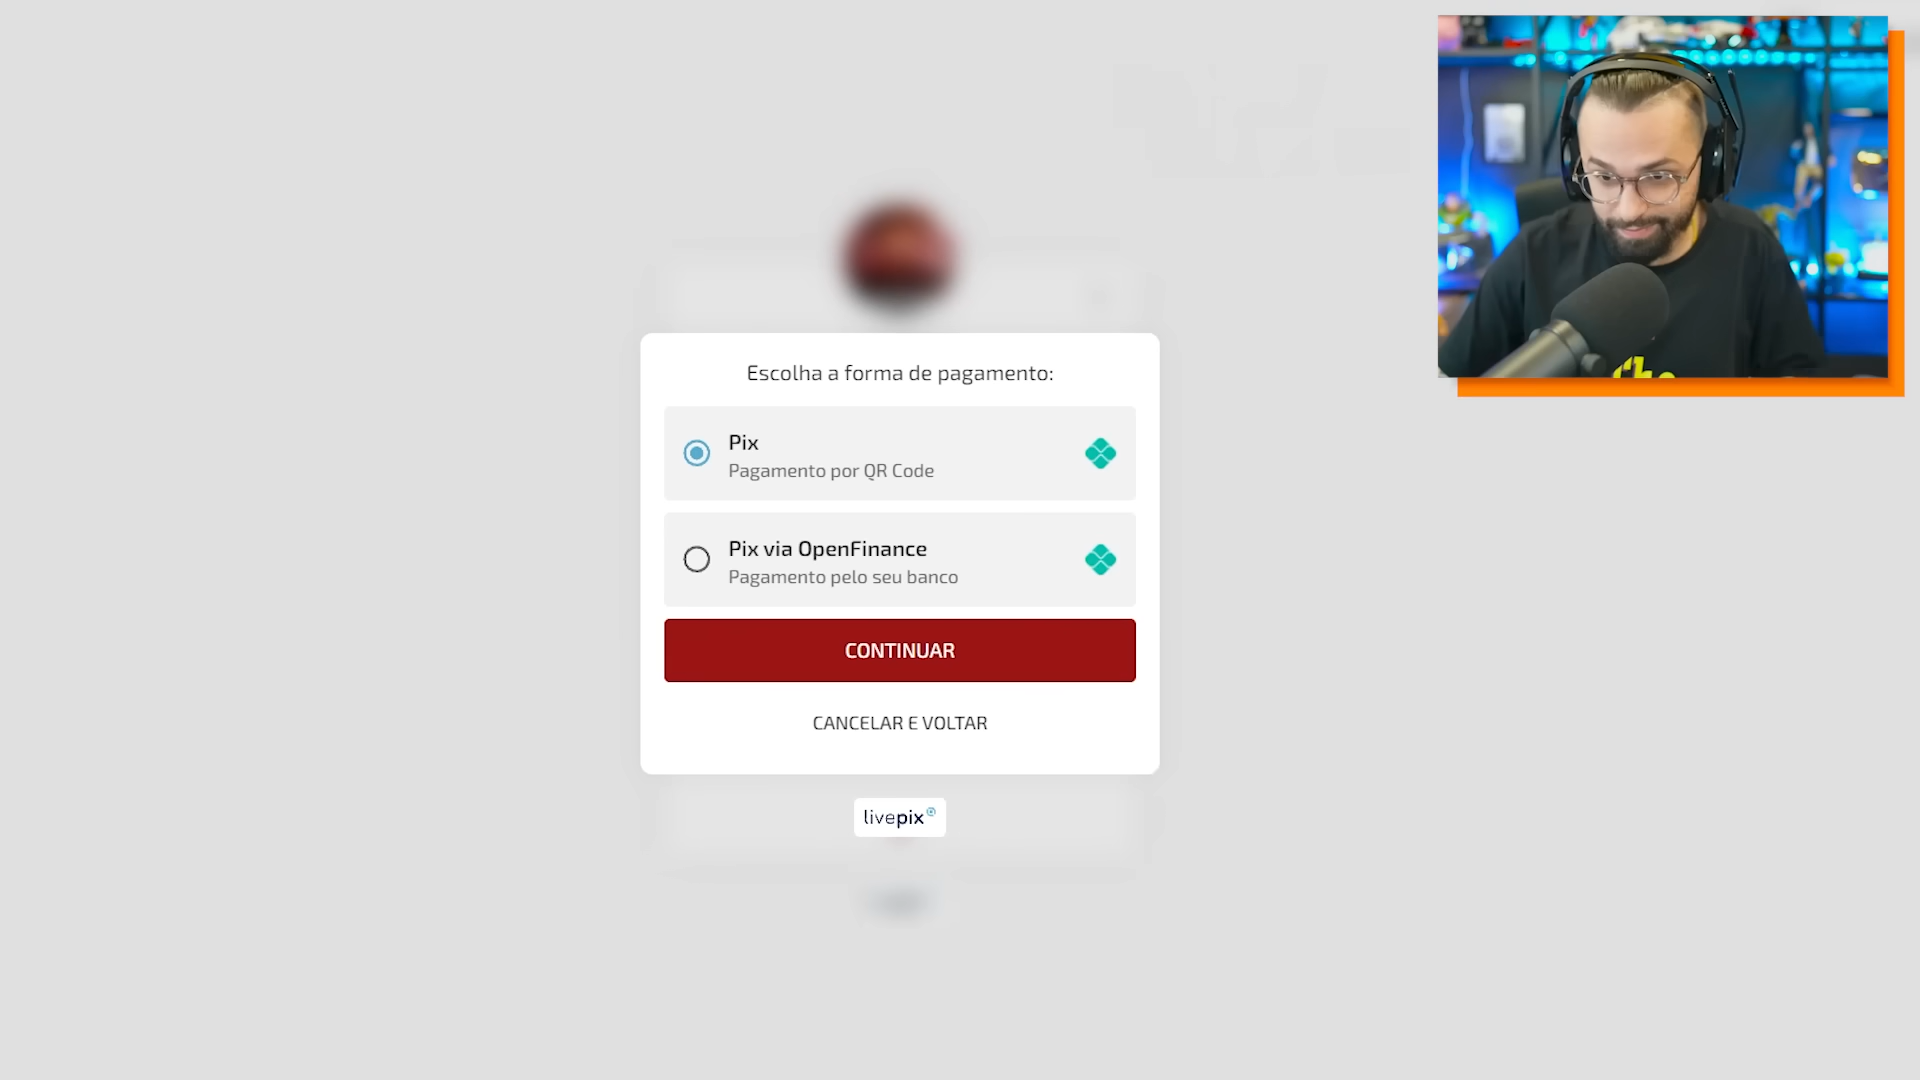 Escolha a forma de pagamento:
Pix
Pagamento por QR Code
Pix via OpenFinance
Pagamento pelo seu banco
CONTINUAR
CANCELAR E VOLTAR
livepix